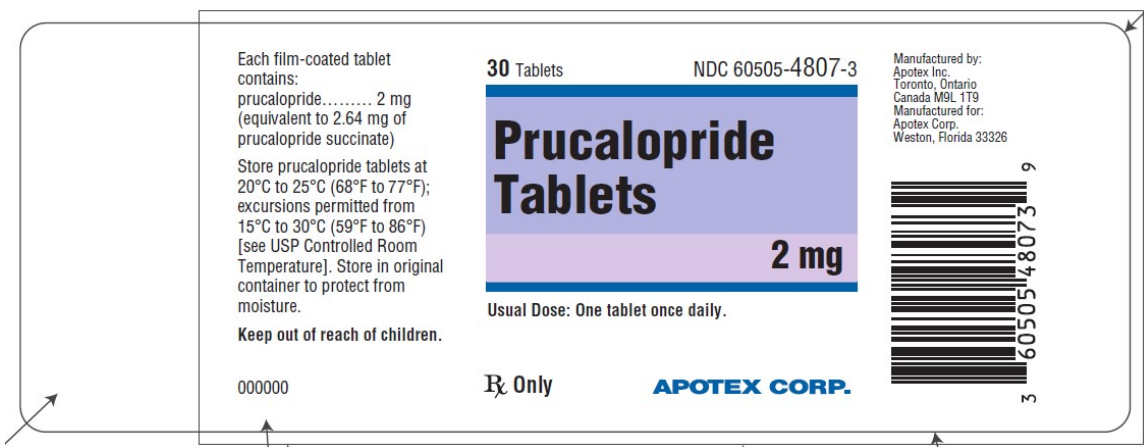 Each film-coated tablet
contains:
prucalopride......... 2 mg
(equivalent to 2.64 mg of
prucalopride succinate)
Store prucalopride tablets at
20°C to 25°C (68°F to 77°F);
excursions permitted from
15°C to 30°C (59°F to 86°F)
[see USP Controlled Room
Temperature]. Store in original
container to protect from
moisture.
Keep out of reach of children.
000000
30 Tablets NDC 60505-4807-3
Prucalopride
Tablets
2 mg
Usual Dose: One tablet once daily.
Rx Only APOTEX CORP.
Manufactured by:
Apotex Inc.
Toronto, Ontario
Canada M9L 1T9
Manufactured for:
Apotex Corp.
Weston, Florida 33326
3 60505 48073 9